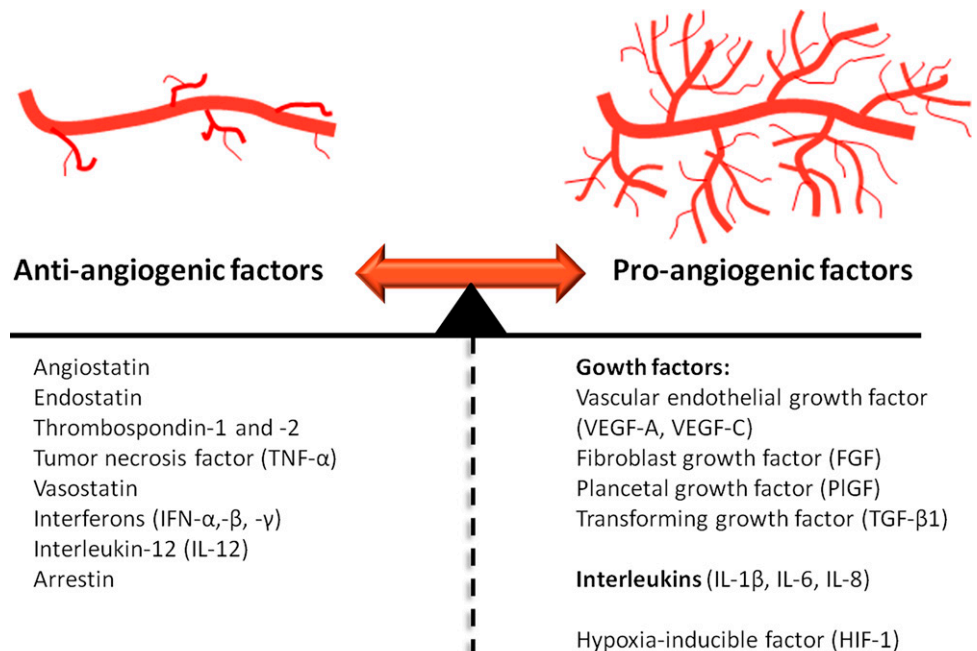 Anti-angiogenic factors
Pro-angiogenic factors
Angiostatin
Endostatin
Thrombospondin-1 and -2
Tumor necrosis factor (TNF-α)
Vasostatin
Interferons (IFN-α,-β, -γ)
Interleukin-12 (IL-12)
Arrestin
Gowth factors:
Vascular endothelial growth factor
(VEGF-A, VEGF-C)
Fibroblast growth factor (FGF)
Plancetal growth factor (PlGF)
Transforming growth factor (TGF-β1)
Interleukins (IL-1β, IL-6, IL-8)
Hypoxia-inducible factor (HIF-1)